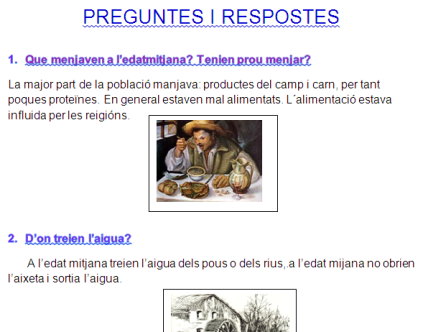 PREGUNTES I RESPOSTES
1. Que menjaven a l'edatmitjana? Tenien prou menjar?
La major part de la població manjava: productes del camp i carn, per tant
poques proteïnes. En general estaven mal alimentats. L´alimentació estava
influida per les reigións.
2. D'on treien l'aigua?
A l'edat mitjana treien l'aigua dels pous o dels rius,.a l'edat mijana no obrien
l'aixeta i sortia l'aigua.